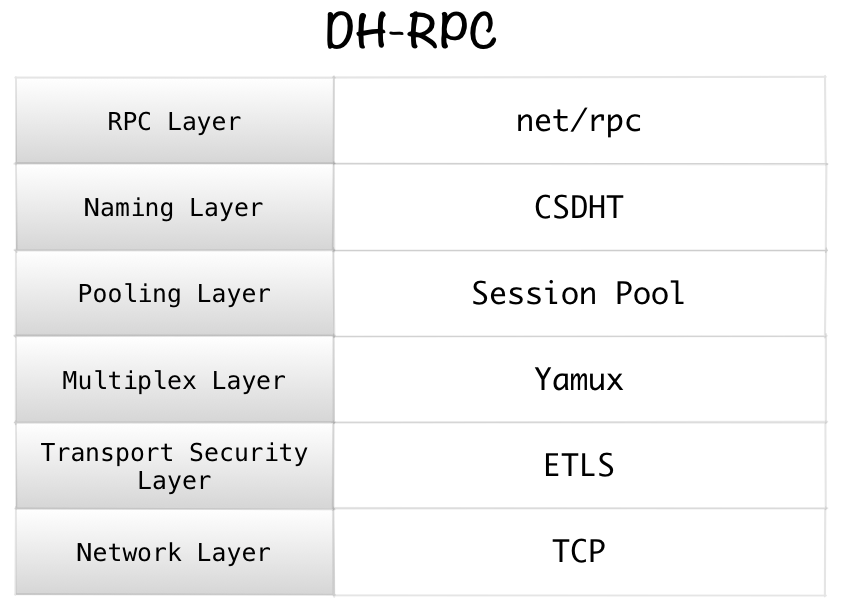 DH-RPC
RPC Layer
net/rpc
Naming Layer
CSDHT
Pooling Layer
Session Pool
Multiplex Layer
Yamux
Transport Security
Layer
ETLS
Network Layer
TCP